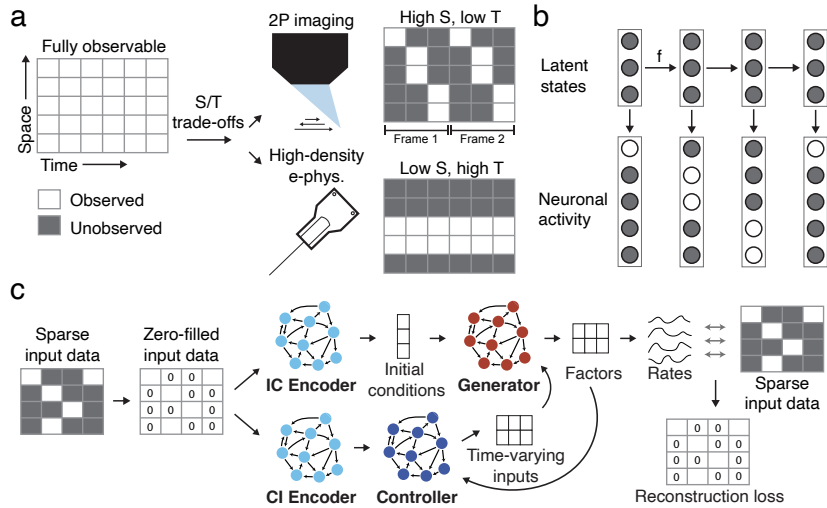 a
Fully observable
Space
Time
Observed
Unobserved
S/T
trade-offs
2P imaging
High-density
e-phys.
High S, low T
Frame 1
Frame 2
Low S, high T
b
Latent
states
f
Neuronal
activity
c
Sparse
input data
Zero-filled
input data
0 0
0 0 0
0 0 0
0 0 0
IC Encoder
Initial
conditions
Generator
Factors
Rates
Sparse
input data
CI Encoder
Controller
Time-varying
inputs
0 0
0 0 0
0 0 0
0 0 0
Reconstruction loss